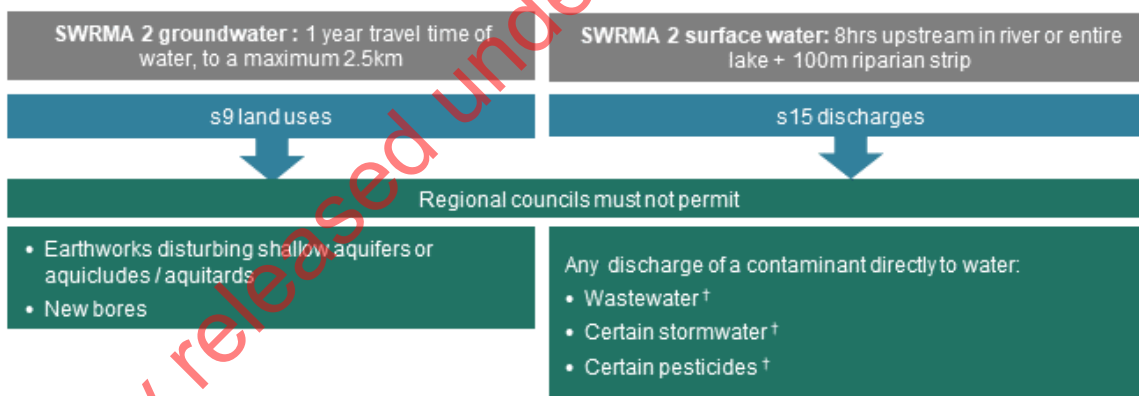 SWRMA 2 groundwater : 1 year travel time of
water, to a maximum 2.5km
SWRMA 2 surface water: 8hrs upstream in river or entire
lake + 100m riparian strip
s9 land uses
s15 discharges
Regional councils must not permit
• Earthworks disturbing shallow aquifers or
aquicludes / aquitards
• New bores
Any discharge of a contaminant directly to water:
• Wastewater †
• Certain stormwater †
• Certain pesticides †
released unde